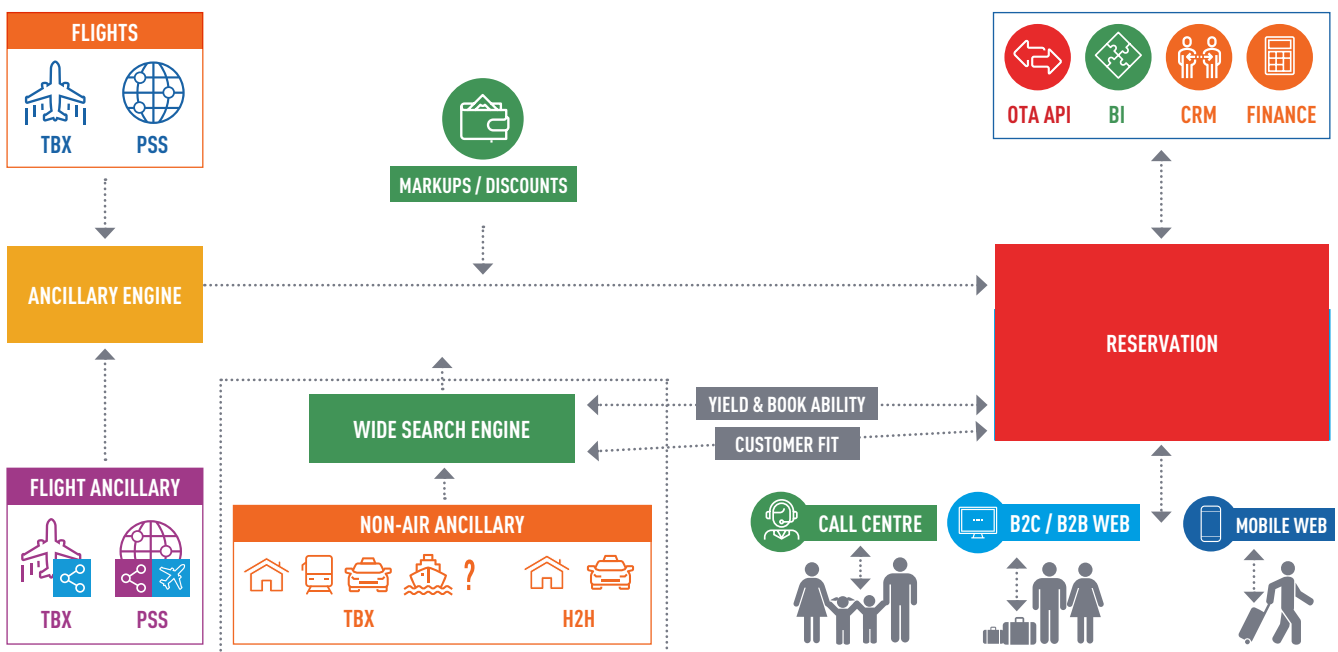 FLIGHTS
TBX PSS
MARKUPS / DISCOUNTS
OTA API BI CRM FINANCE
ANCILLARY ENGINE
RESERVATION
WIDE SEARCH ENGINE
YIELD & BOOK ABILITY
CUSTOMER FIT
FLIGHT ANCILLARY
TBX PSS
NON-AIR ANCILLARY
?
TBX H2H
CALL CENTRE
B2C / B2B WEB
MOBILE WEB